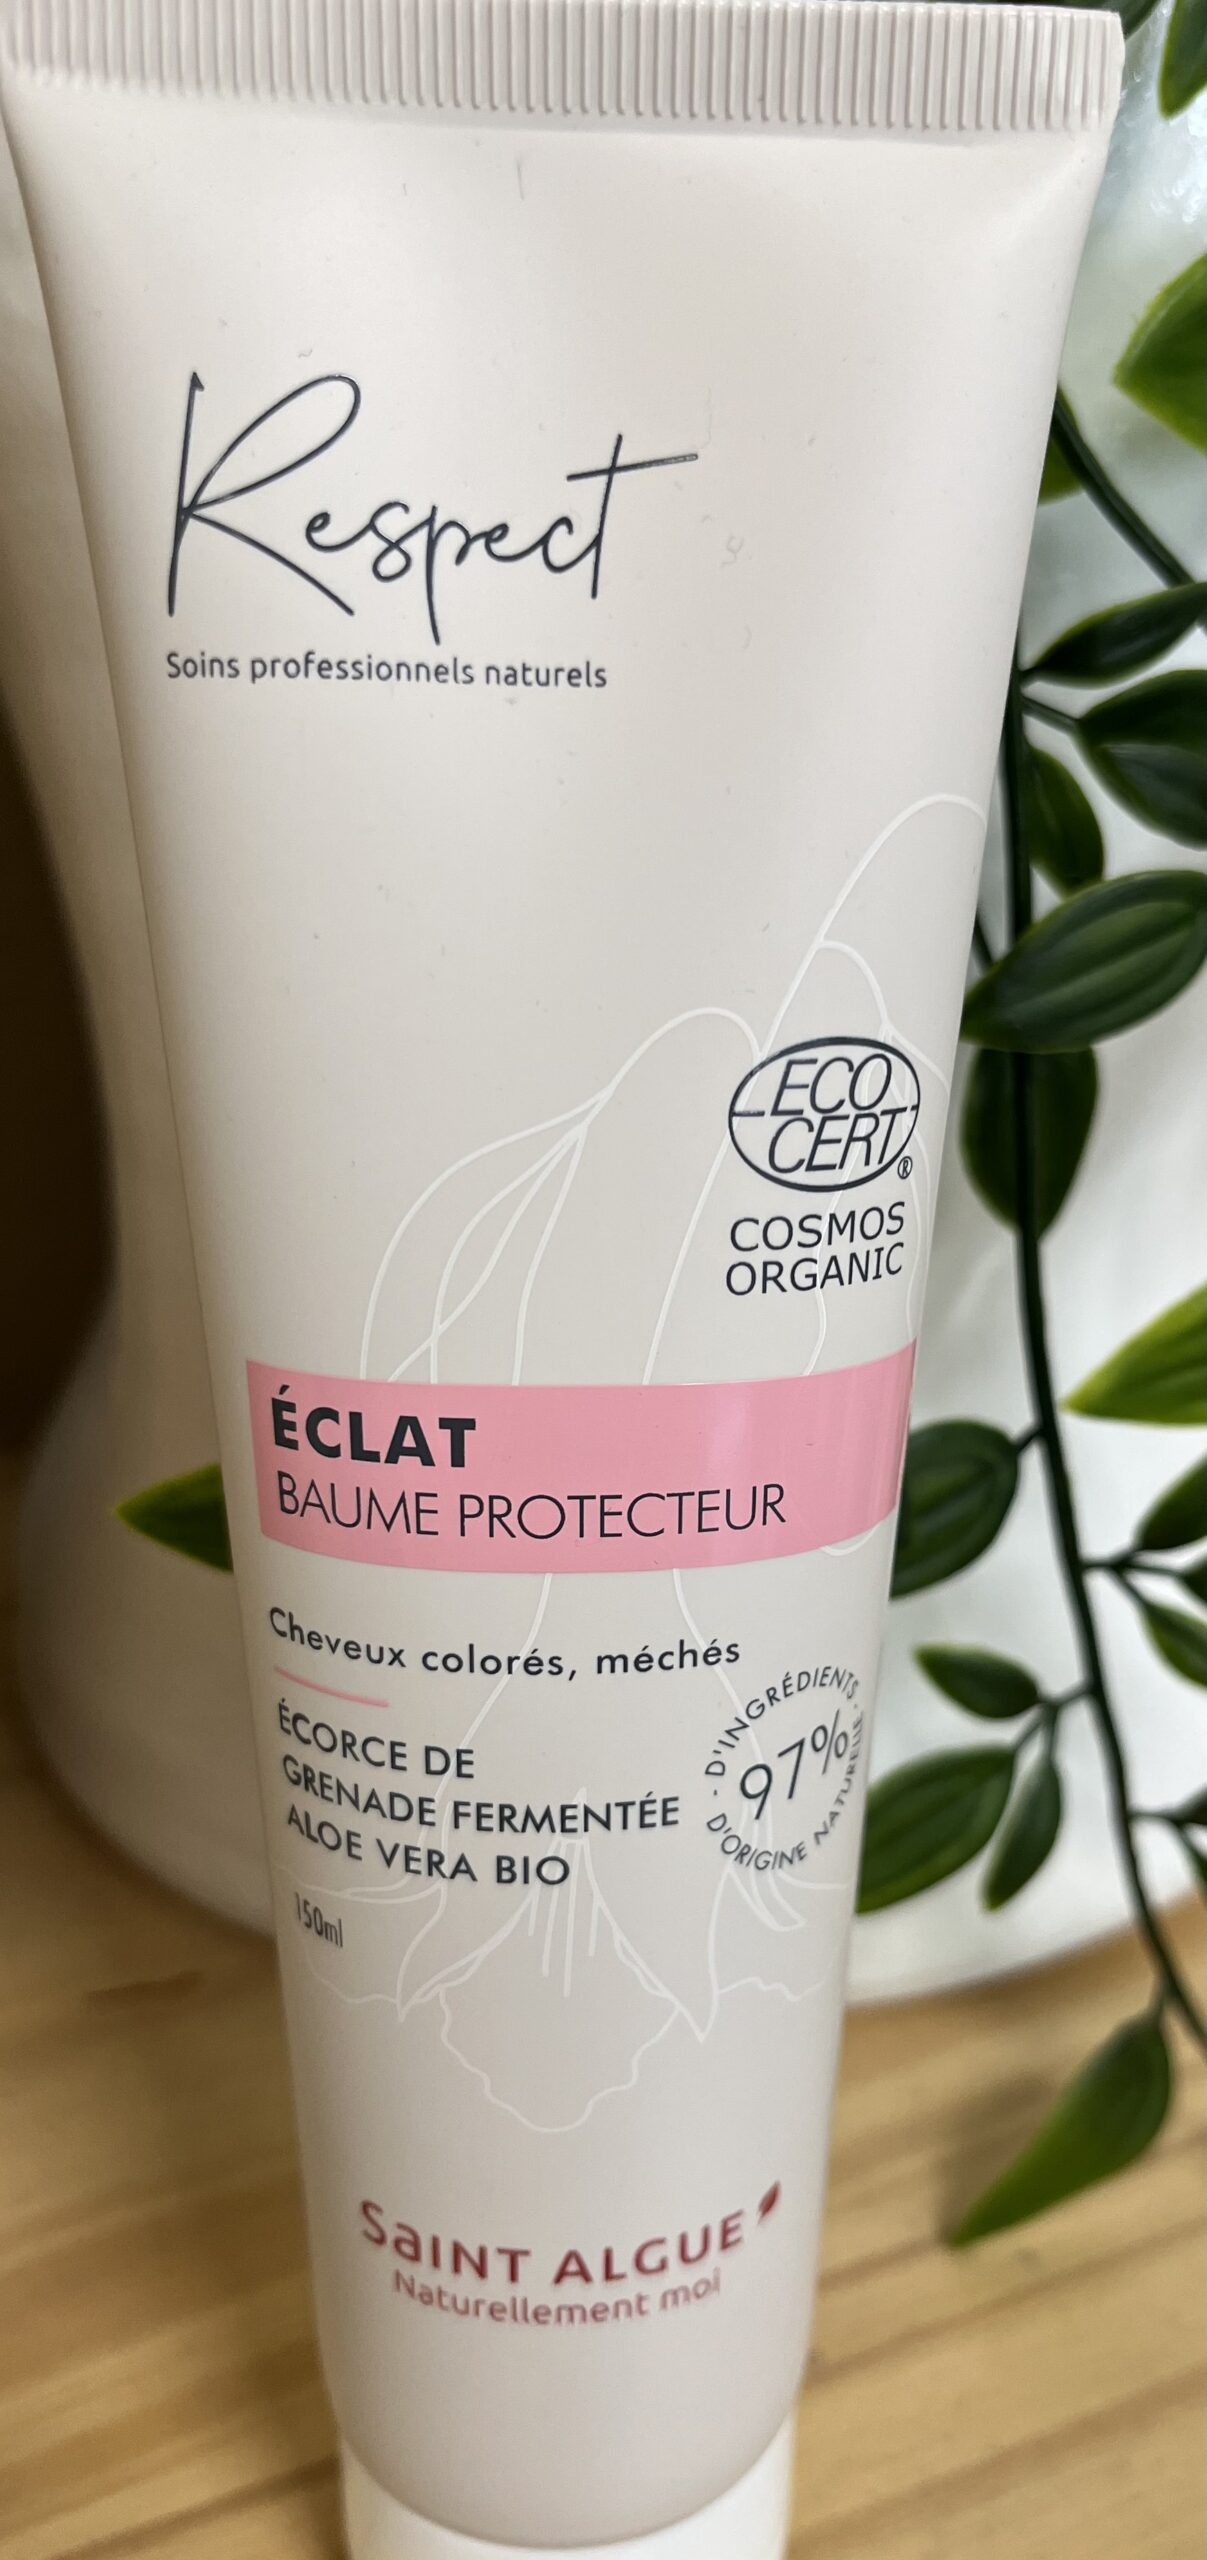 Respect
Soins professionnels naturels
ECO
CERT®
COSMOS
ORGANIC
ÉCLAT
BAUME PROTECTEUR
Cheveux colorés, méchés
ÉCORCE DE
GRENADE FERMENTÉE
ALOE VERA BIO
· D'INGRÉDIENTS ·
97%
D'ORIGINE NATURELLE
150ml
SaINT ALGUE
Naturellement moi